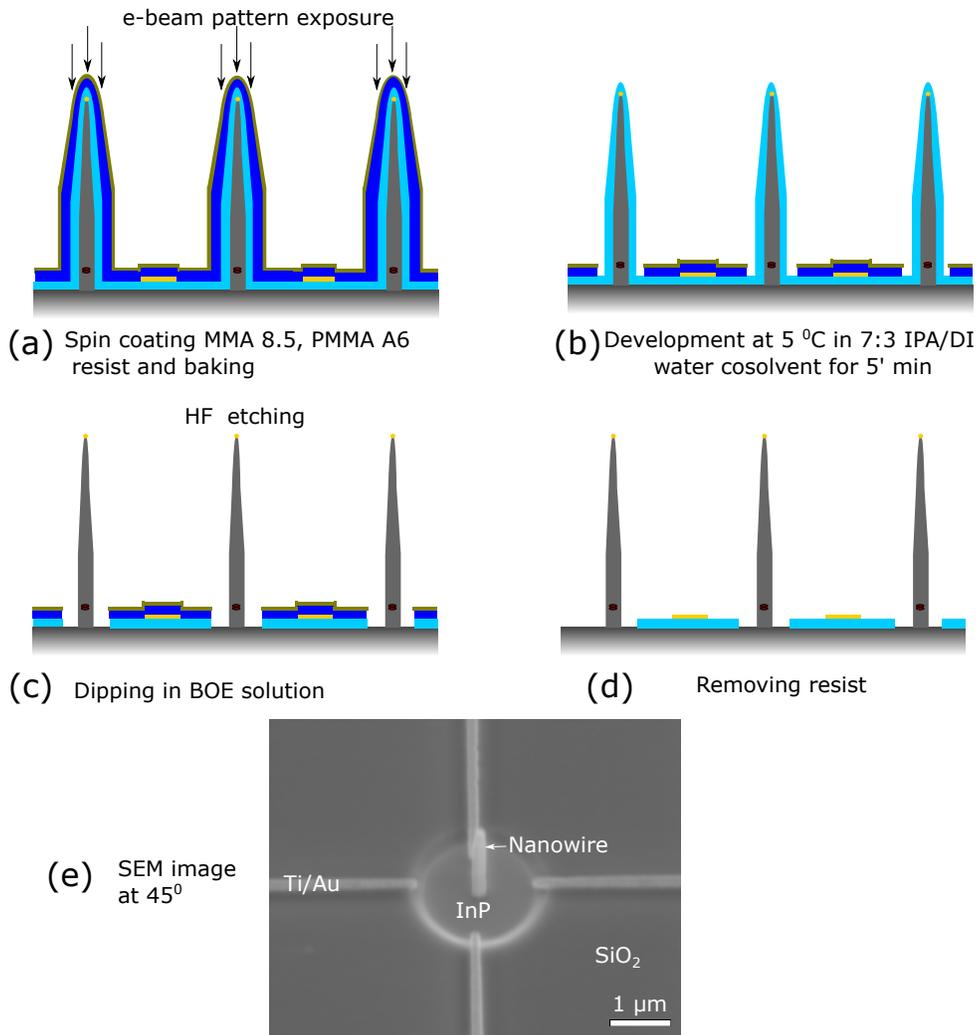 e-beam pattern exposure
(a) Spin coating MMA 8.5, PMMA A6
resist and baking
(b) Development at 5 ⁰C in 7:3 IPA/DI
water cosolvent for 5' min
HF etching
(c) Dipping in BOE solution
(d) Removing resist
(e) SEM image
at 45⁰
Nanowire
Ti/Au
InP
SiO₂
1 µm